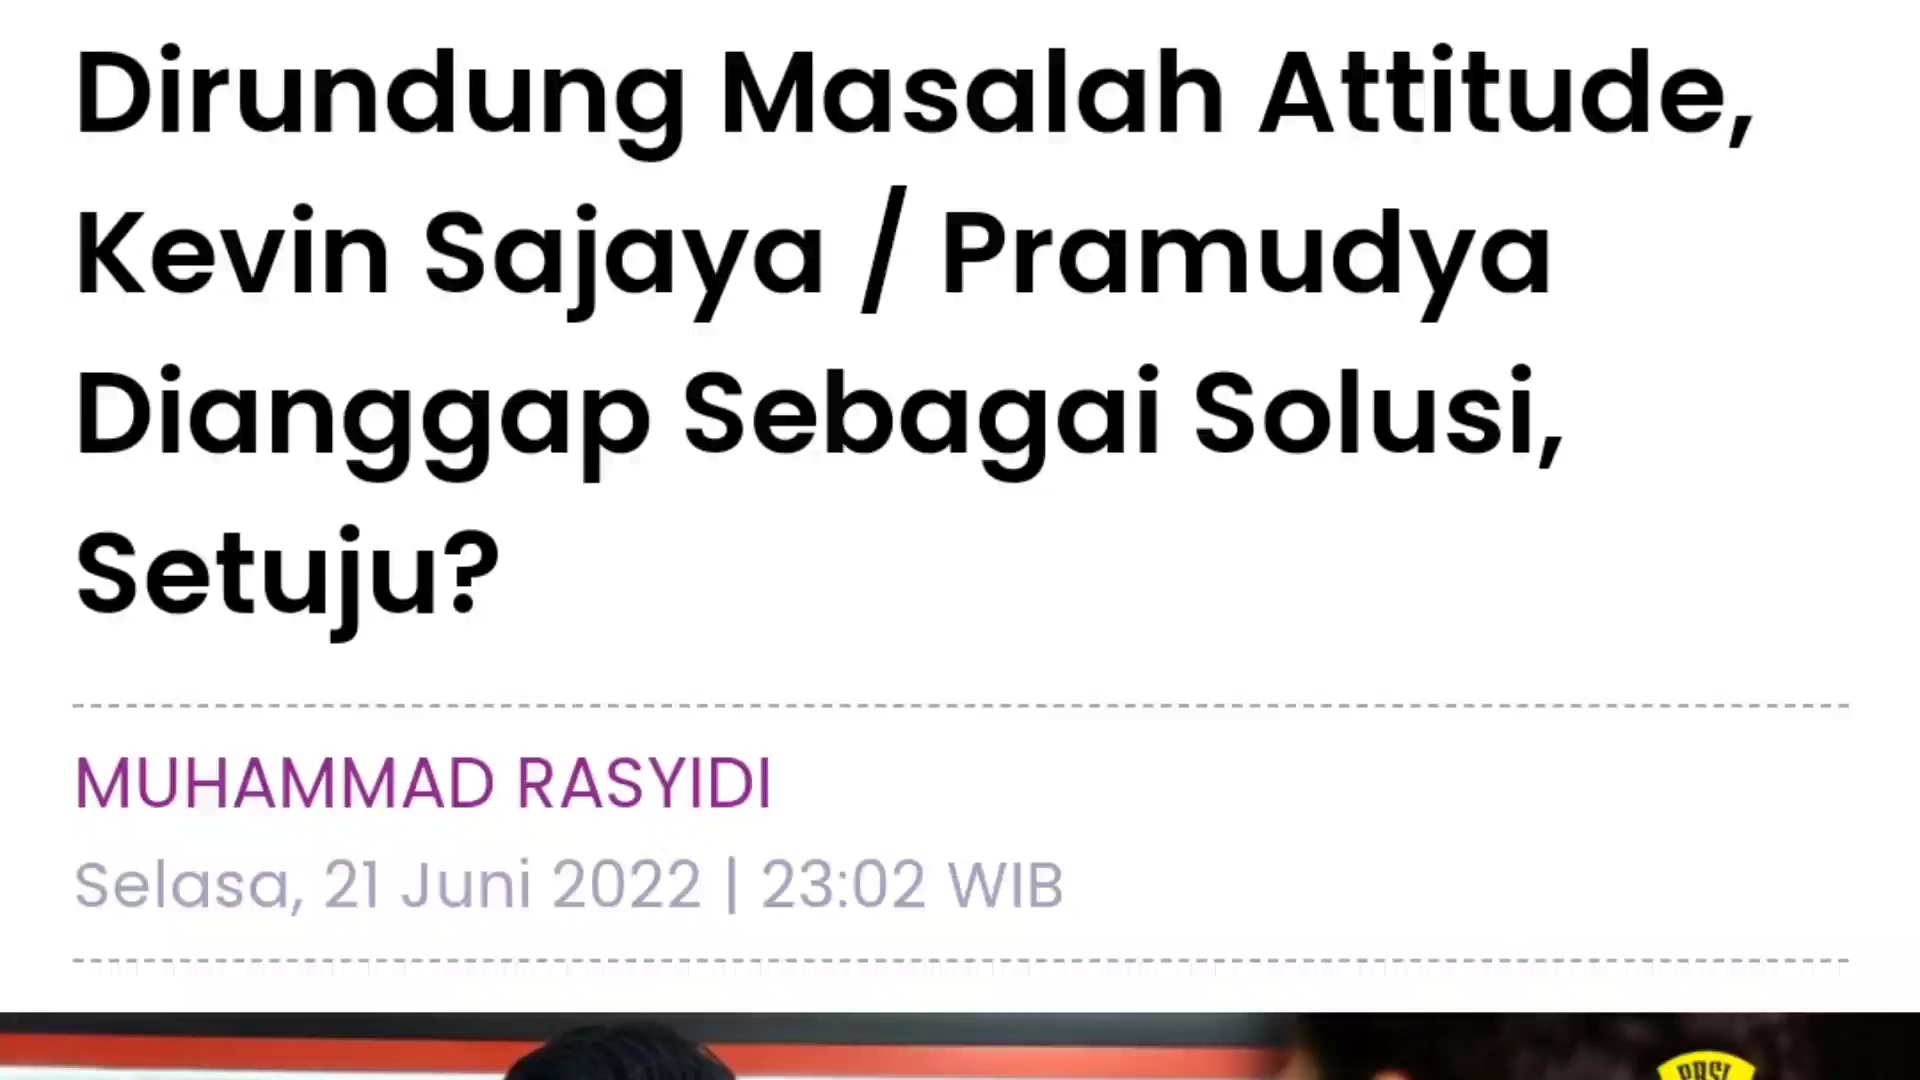 Dirundung Masalah Attitude,
Kevin Sajaya / Pramudya
Dianggap Sebagai Solusi,
Setuju?
MUHAMMAD RASYIDI
Selasa, 21 Juni 2022 | 23:02 WIB
PBSI